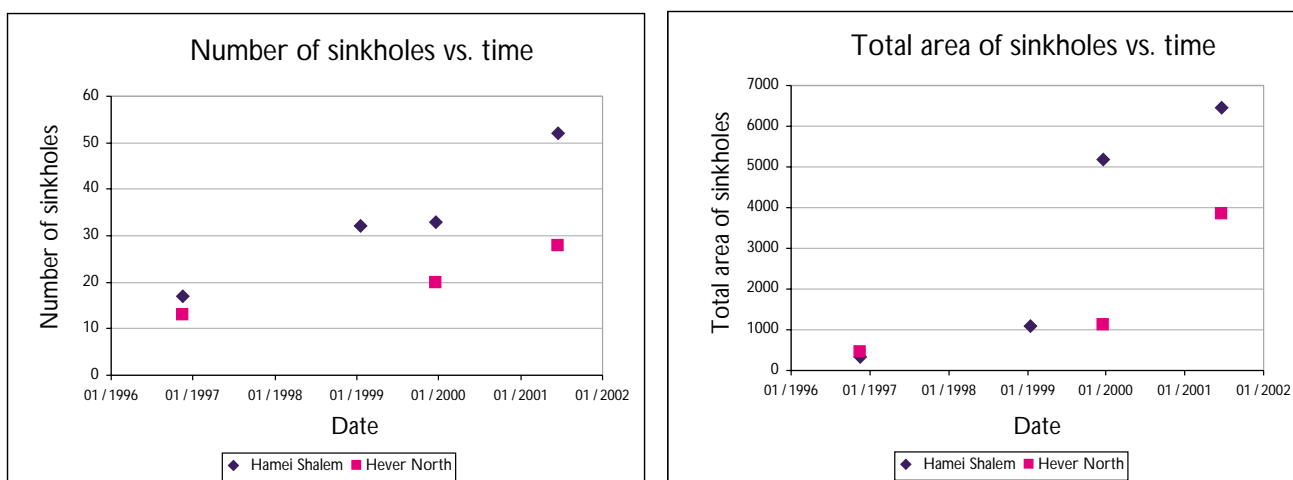 Number of sinkholes vs. time
Number of sinkholes
60
50
40
30
20
10
0
01 / 1996 01 / 1997 01 / 1998 01 / 1999 01 / 2000 01 / 2001 01 / 2002
Date
Hamei Shalem Hever North
Total area of sinkholes vs. time
Total area of sinkholes
7000
6000
5000
4000
3000
2000
1000
0
01 / 1996 01 / 1997 01 / 1998 01 / 1999 01 / 2000 01 / 2001 01 / 2002
Date
Hamei Shalem Hever North